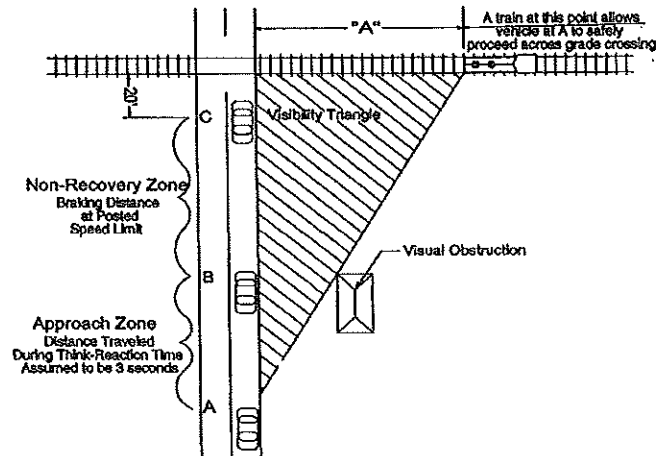 "A"
A train at this point allows
vehicle at A to safely
proceed across grade crossing
20'
C
Visibility Triangle
Non-Recovery Zone
Braking Distance
at Posted
Speed Limit
B
Visual Obstruction
Approach Zone
Distance Traveled
During Think-Reaction Time
Assumed to be 3 seconds
A